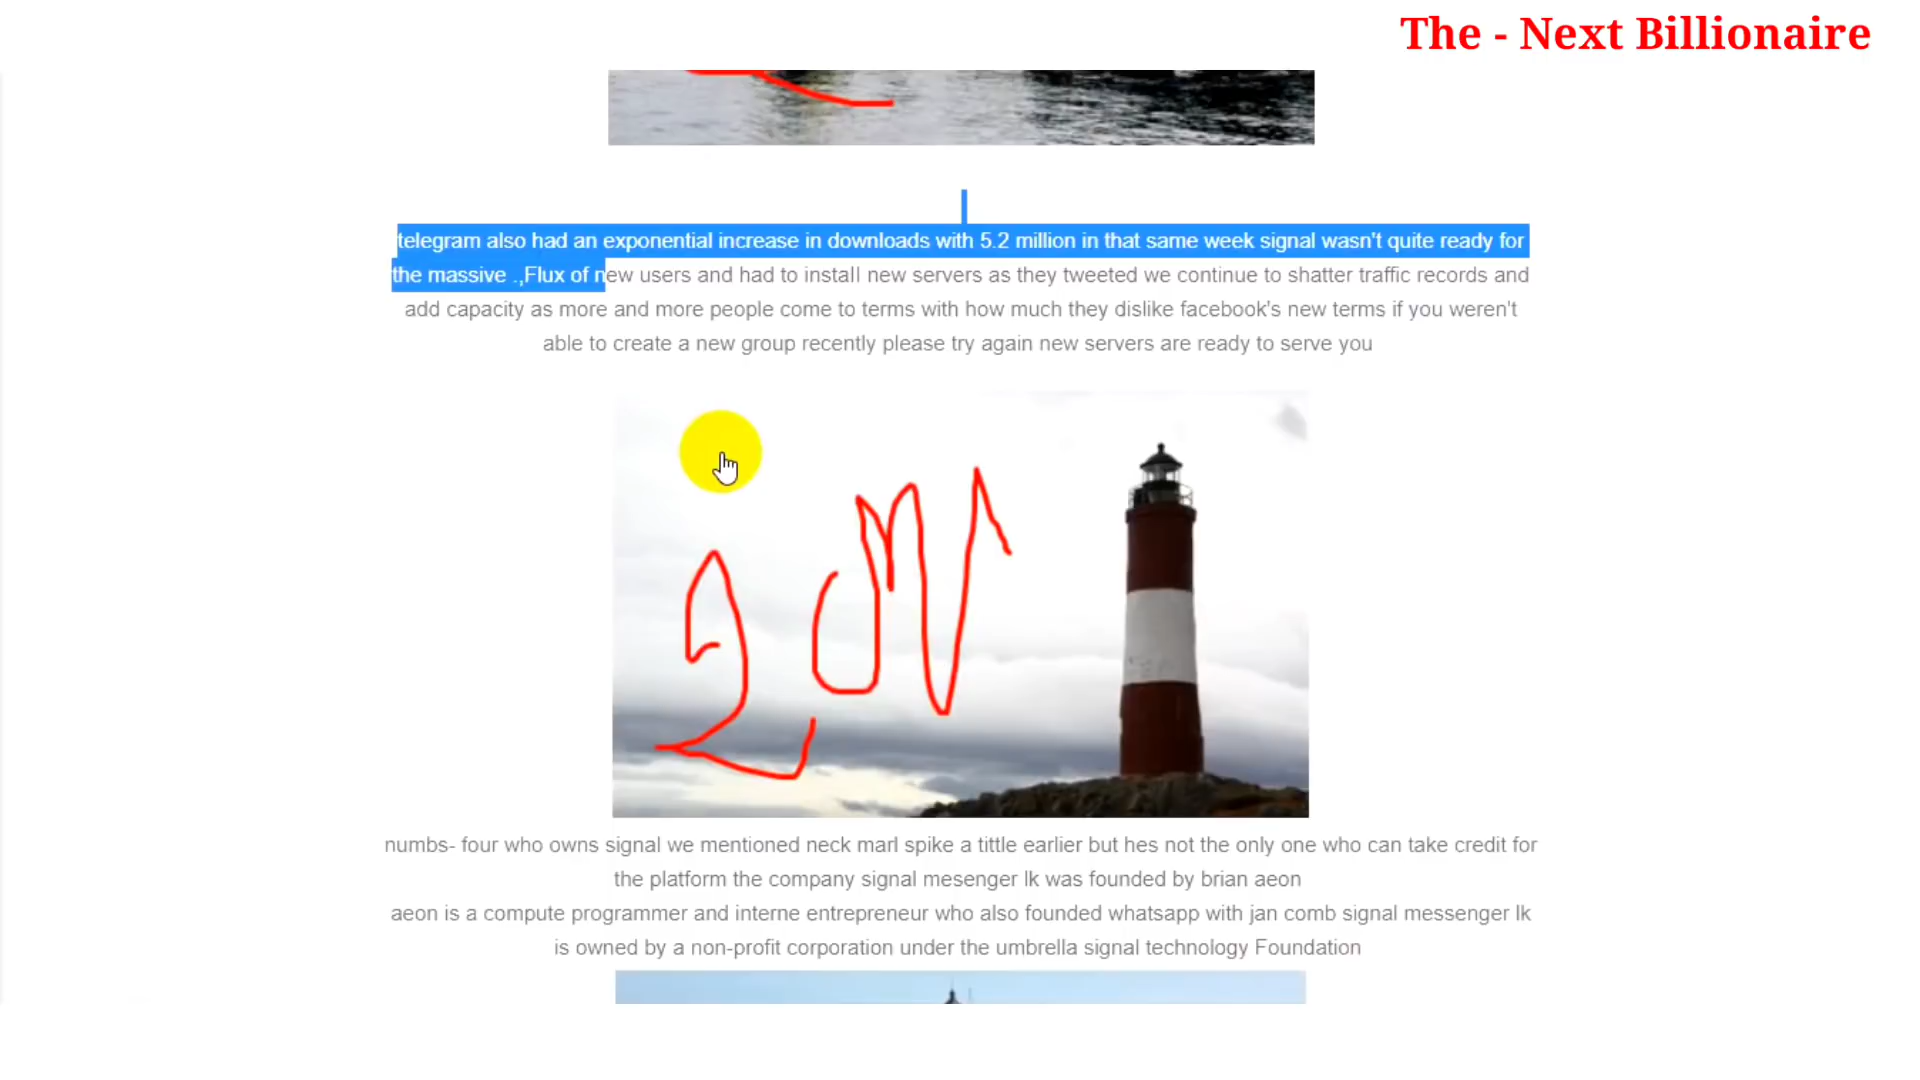 The - Next Billionaire
telegram also had an exponential increase in downloads with 5.2 million in that same week signal wasn't quite ready for
the massive .,Flux of new users and had to install new servers as they tweeted we continue to shatter traffic records and
add capacity as more and more people come to terms with how much they dislike facebook's new terms if you weren't
able to create a new group recently please try again new servers are ready to serve you
numbs- four who owns signal we mentioned neck marl spike a tittle earlier but hes not the only one who can take credit for
the platform the company signal mesenger lk was founded by brian aeon
aeon is a compute programmer and interne entrepreneur who also founded whatsapp with jan comb signal messenger lk
is owned by a non-profit corporation under the umbrella signal technology Foundation